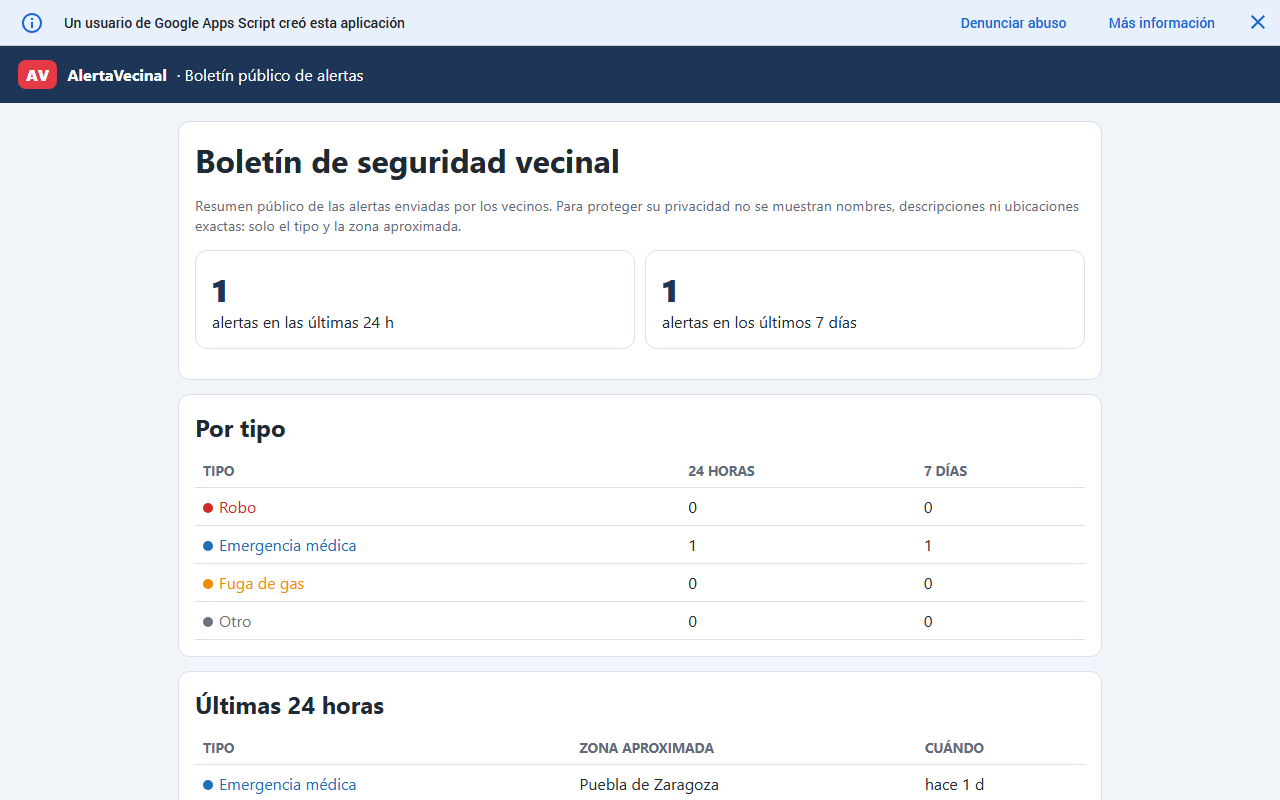 Un usuario de Google Apps Script creó esta aplicación
Denunciar abuso
Más información
AV AlertaVecinal · Boletín público de alertas
Boletín de seguridad vecinal
Resumen público de las alertas enviadas por los vecinos. Para proteger su privacidad no se muestran nombres, descripciones ni ubicaciones
exactas: solo el tipo y la zona aproximada.
1
alertas en las últimas 24 h
1
alertas en los últimos 7 días
Por tipo
TIPO 24 HORAS 7 DÍAS
Robo 0 0
Emergencia médica 1 1
Fuga de gas 0 0
Otro 0 0
Últimas 24 horas
TIPO ZONA APROXIMADA CUÁNDO
Emergencia médica Puebla de Zaragoza hace 1 d